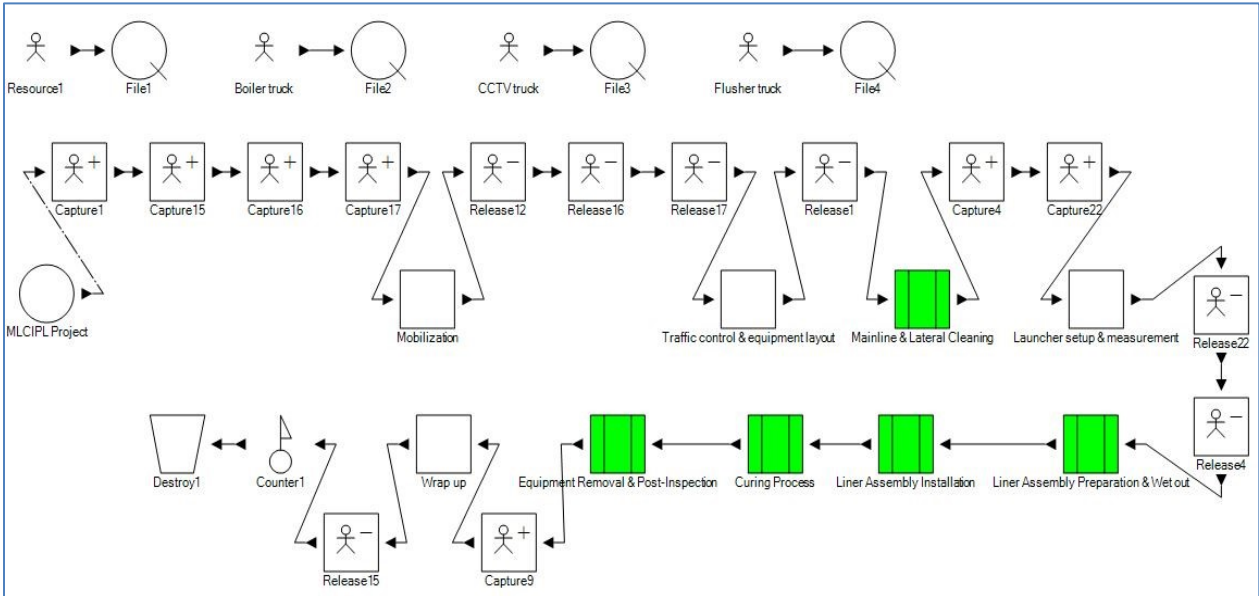 Resource1
File1
Boiler truck
File2
CCTV truck
File3
Flusher truck
File4
Capture1
Capture15
Capture16
Capture17
Release12
Release16
Release17
Release1
Capture4
Capture22
MLCIPL Project
Mobilization
Traffic control & equipment layout
Mainline & Lateral Cleaning
Launcher setup & measurement
Release22
Release4
Destroy1
Counter1
Wrap up
Equipment Removal & Post-Inspection
Curing Process
Liner Assembly Installation
Liner Assembly Preparation & Wet out
Release15
Capture9